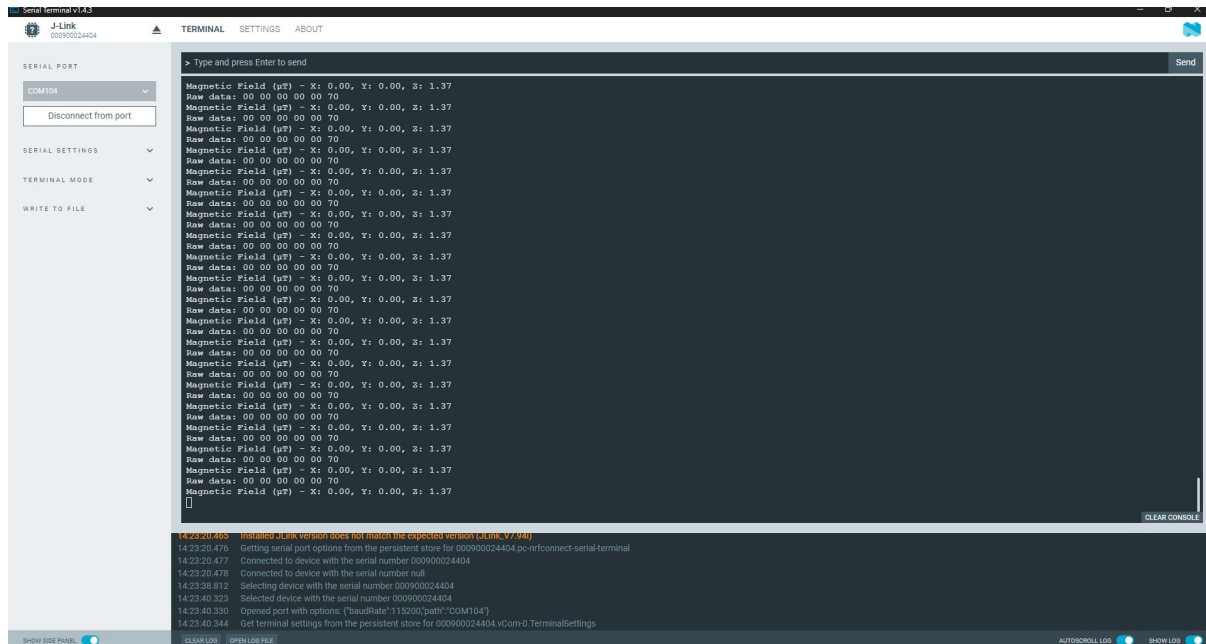 Serial Terminal v1.4.3
J-Link
000900024404
TERMINAL SETTINGS ABOUT
SERIAL PORT
COM104
Disconnect from port
SERIAL SETTINGS
TERMINAL MODE
WRITE TO FILE
> Type and press Enter to send
Send
Magnetic Field (µT) - X: 0.00, Y: 0.00, Z: 1.37
Raw data: 00 00 00 00 00 70
Magnetic Field (µT) - X: 0.00, Y: 0.00, Z: 1.37
Raw data: 00 00 00 00 00 70
Magnetic Field (µT) - X: 0.00, Y: 0.00, Z: 1.37
Raw data: 00 00 00 00 00 70
Magnetic Field (µT) - X: 0.00, Y: 0.00, Z: 1.37
Raw data: 00 00 00 00 00 70
Magnetic Field (µT) - X: 0.00, Y: 0.00, Z: 1.37
Raw data: 00 00 00 00 00 70
Magnetic Field (µT) - X: 0.00, Y: 0.00, Z: 1.37
Raw data: 00 00 00 00 00 70
Magnetic Field (µT) - X: 0.00, Y: 0.00, Z: 1.37
Raw data: 00 00 00 00 00 70
Magnetic Field (µT) - X: 0.00, Y: 0.00, Z: 1.37
Raw data: 00 00 00 00 00 70
Magnetic Field (µT) - X: 0.00, Y: 0.00, Z: 1.37
Raw data: 00 00 00 00 00 70
Magnetic Field (µT) - X: 0.00, Y: 0.00, Z: 1.37
Raw data: 00 00 00 00 00 70
Magnetic Field (µT) - X: 0.00, Y: 0.00, Z: 1.37
Raw data: 00 00 00 00 00 70
Magnetic Field (µT) - X: 0.00, Y: 0.00, Z: 1.37
Raw data: 00 00 00 00 00 70
Magnetic Field (µT) - X: 0.00, Y: 0.00, Z: 1.37
Raw data: 00 00 00 00 00 70
Magnetic Field (µT) - X: 0.00, Y: 0.00, Z: 1.37
Raw data: 00 00 00 00 00 70
Magnetic Field (µT) - X: 0.00, Y: 0.00, Z: 1.37
Raw data: 00 00 00 00 00 70
Magnetic Field (µT) - X: 0.00, Y: 0.00, Z: 1.37
Raw data: 00 00 00 00 00 70
Magnetic Field (µT) - X: 0.00, Y: 0.00, Z: 1.37
Raw data: 00 00 00 00 00 70
Magnetic Field (µT) - X: 0.00, Y: 0.00, Z: 1.37
Raw data: 00 00 00 00 00 70
Magnetic Field (µT) - X: 0.00, Y: 0.00, Z: 1.37
Raw data: 00 00 00 00 00 70
Magnetic Field (µT) - X: 0.00, Y: 0.00, Z: 1.37
CLEAR CONSOLE
14:23:20.465 Installed JLink version does not match the expected version (JLink_V7.94i)
14:23:20.476 Getting serial port options from the persistent store for 000900024404.pc-nrfconnect-serial-terminal
14:23:20.477 Connected to device with the serial number 000900024404
14:23:20.478 Connected to device with the serial number null
14:23:38.812 Selecting device with the serial number 000900024404
14:23:40.323 Selected device with the serial number 000900024404
14:23:40.330 Opened port with options: {"baudRate":115200,"path":"COM104"}
14:23:40.344 Get terminal settings from the persistent store for 000900024404.vCom-0.TerminalSettings
SHOW SIDE PANEL CLEAR LOG OPEN LOG FILE AUTOSCROLL LOG SHOW LOG